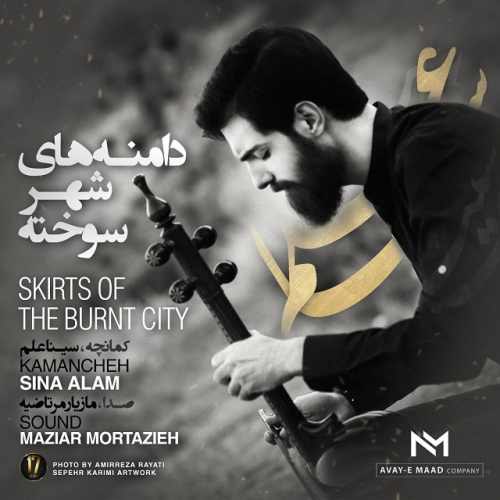 دامنه‌های
شهر
سوخته
SKIRTS OF
THE BURNT CITY
کمانچه، سینا علم
KAMANCHEH
SINA ALAM
صدا، مازیار مرتاضیه
SOUND
MAZIAR MORTAZIEH
PHOTO BY AMIRREZA RAYATI
SEPEHR KARIMI ARTWORK
AVAY-E MAAD COMPANY